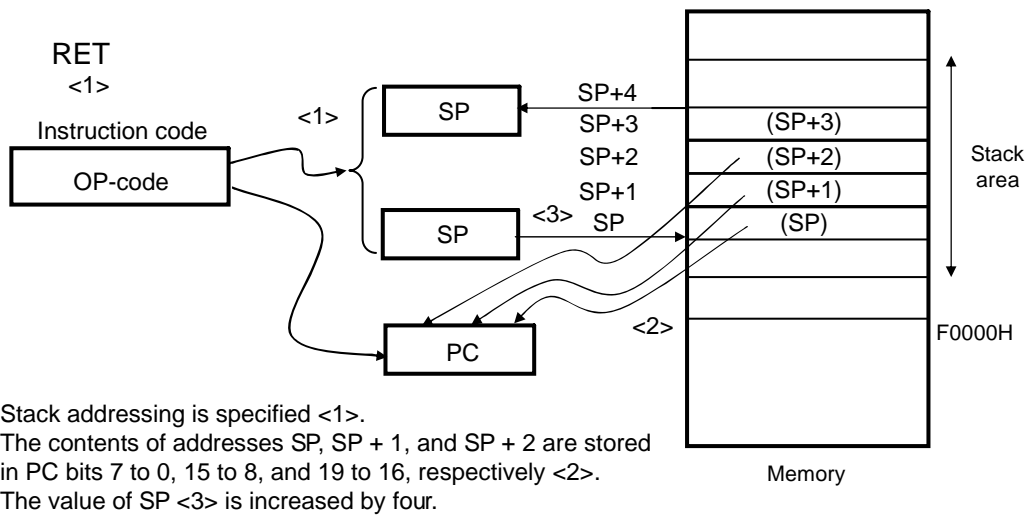 RET
<1>
Instruction code
OP-code
<1>
SP
SP
<3>
SP+4
SP+3
SP+2
SP+1
SP
(SP+3)
(SP+2)
(SP+1)
(SP)
Stack
area
<2>
F0000H
PC
Memory
Stack addressing is specified <1>.
The contents of addresses SP, SP + 1, and SP + 2 are stored
in PC bits 7 to 0, 15 to 8, and 19 to 16, respectively <2>.
The value of SP <3> is increased by four.